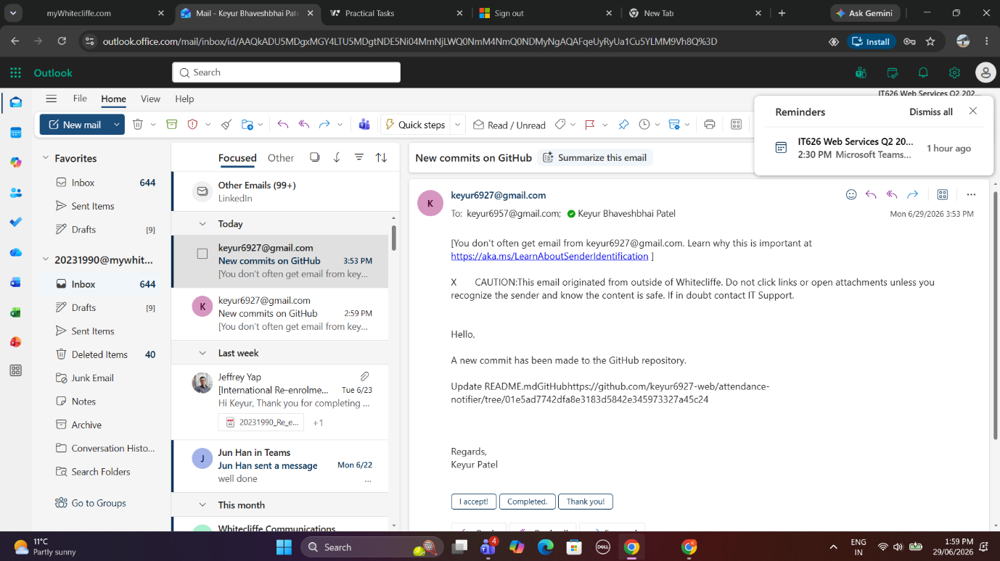 myWhitecliffe.com
Mail - Keyur Bhaveshbhai Pat
Practical Tasks
Sign out
New Tab
Ask Gemini
outlook.office.com/mail/inbox/id/AAQkADU5MDgxMGY4LTU5MDgtNDE5Ni04MmNjLWQ0NmM4NmQ0NDMyNgAQAFqeUyRyUa1Cu5YLMM9Vh8Q%3D
Install
Outlook
Search
File
Home
View
Help
IT626 Web Services Q2 202...
New mail
Quick steps
Read / Unread
Reminders
Dismiss all
IT626 Web Services Q2 20...
2:30 PM Microsoft Teams...
1 hour ago
Favorites
Inbox 644
Sent Items
Drafts [9]
20231990@mywhit...
Inbox 644
Drafts [9]
Sent Items
Deleted Items 40
Junk Email
Notes
Archive
Conversation Histo...
Search Folders
Go to Groups
Focused
Other
Other Emails (99+)
LinkedIn
Today
keyur6927@gmail.com
New commits on GitHub 3:53 PM
[You don't often get email from key...
K
keyur6927@gmail.com
New commits on GitHub 2:59 PM
[You don't often get email from key...
Last week
Jeffrey Yap
[International Re-enrolme... Tue 6/23
Hi Keyur, Thank you for completing ...
20231990_Re_e...
+1
J
Jun Han in Teams
Jun Han sent a message Mon 6/22
well done ...
This month
Whitecliffe Communications
New commits on GitHub
Summarize this email
K
keyur6927@gmail.com
To: keyur6957@gmail.com; Keyur Bhaveshbhai Patel
Mon 6/29/2026 3:53 PM
[You don't often get email from keyur6927@gmail.com. Learn why this is important at
https://aka.ms/LearnAboutSenderIdentification ]
X CAUTION:This email originated from outside of Whitecliffe. Do not click links or open attachments unless you
recognize the sender and know the content is safe. If in doubt contact IT Support.
Hello,
A new commit has been made to the GitHub repository.
Update README.mdGitHubhttps://github.com/keyur6927-web/attendance-
notifier/tree/01e5ad7742dfa8e3183d5842e345973327a45c24
Regards,
Keyur Patel
I accept!
Completed.
Thank you!
11°C
Partly sunny
Search
4
DELL
K
ENG
IN
1:59 PM
29/06/2026